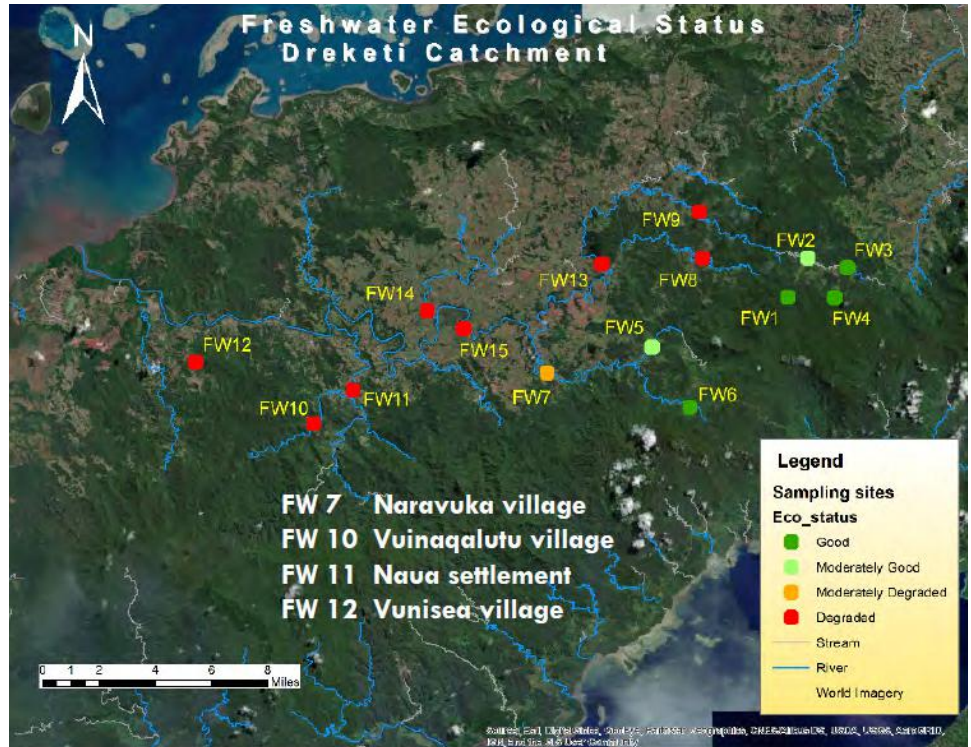 Freshwater Ecological Status
Dreketi Catchment
N
FW9
FW2
FW3
FW13
FW8
FW14
FW1
FW4
FW5
FW15
FW12
FW7
FW11
FW6
FW10
FW 7 Naravuka village
FW 10 Vuinaqalutu village
FW 11 Naua settlement
FW 12 Vunisea village
Legend
Sampling sites
Eco_status
Good
Moderately Good
Moderately Degraded
Degraded
Stream
River
World Imagery
0 1 2 4 6 8
Miles